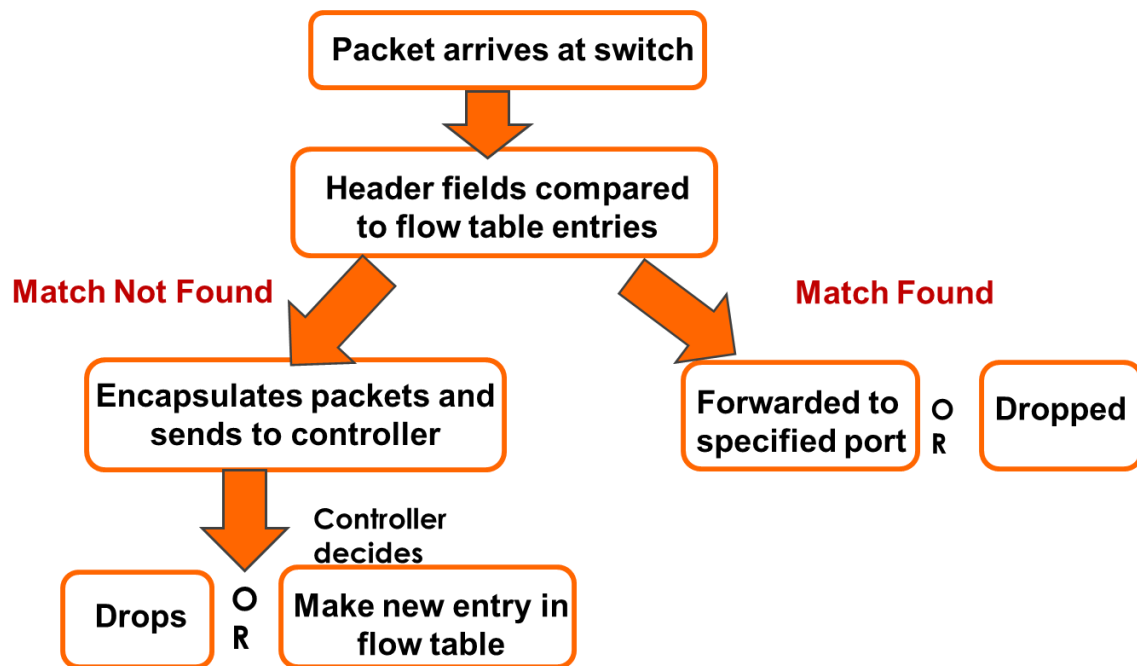 Packet arrives at switch
Header fields compared
to flow table entries
Match Not Found
Match Found
Encapsulates packets and
sends to controller
Forwarded to
specified port
O
R
Dropped
Controller
decides
Drops
O
R
Make new entry in
flow table